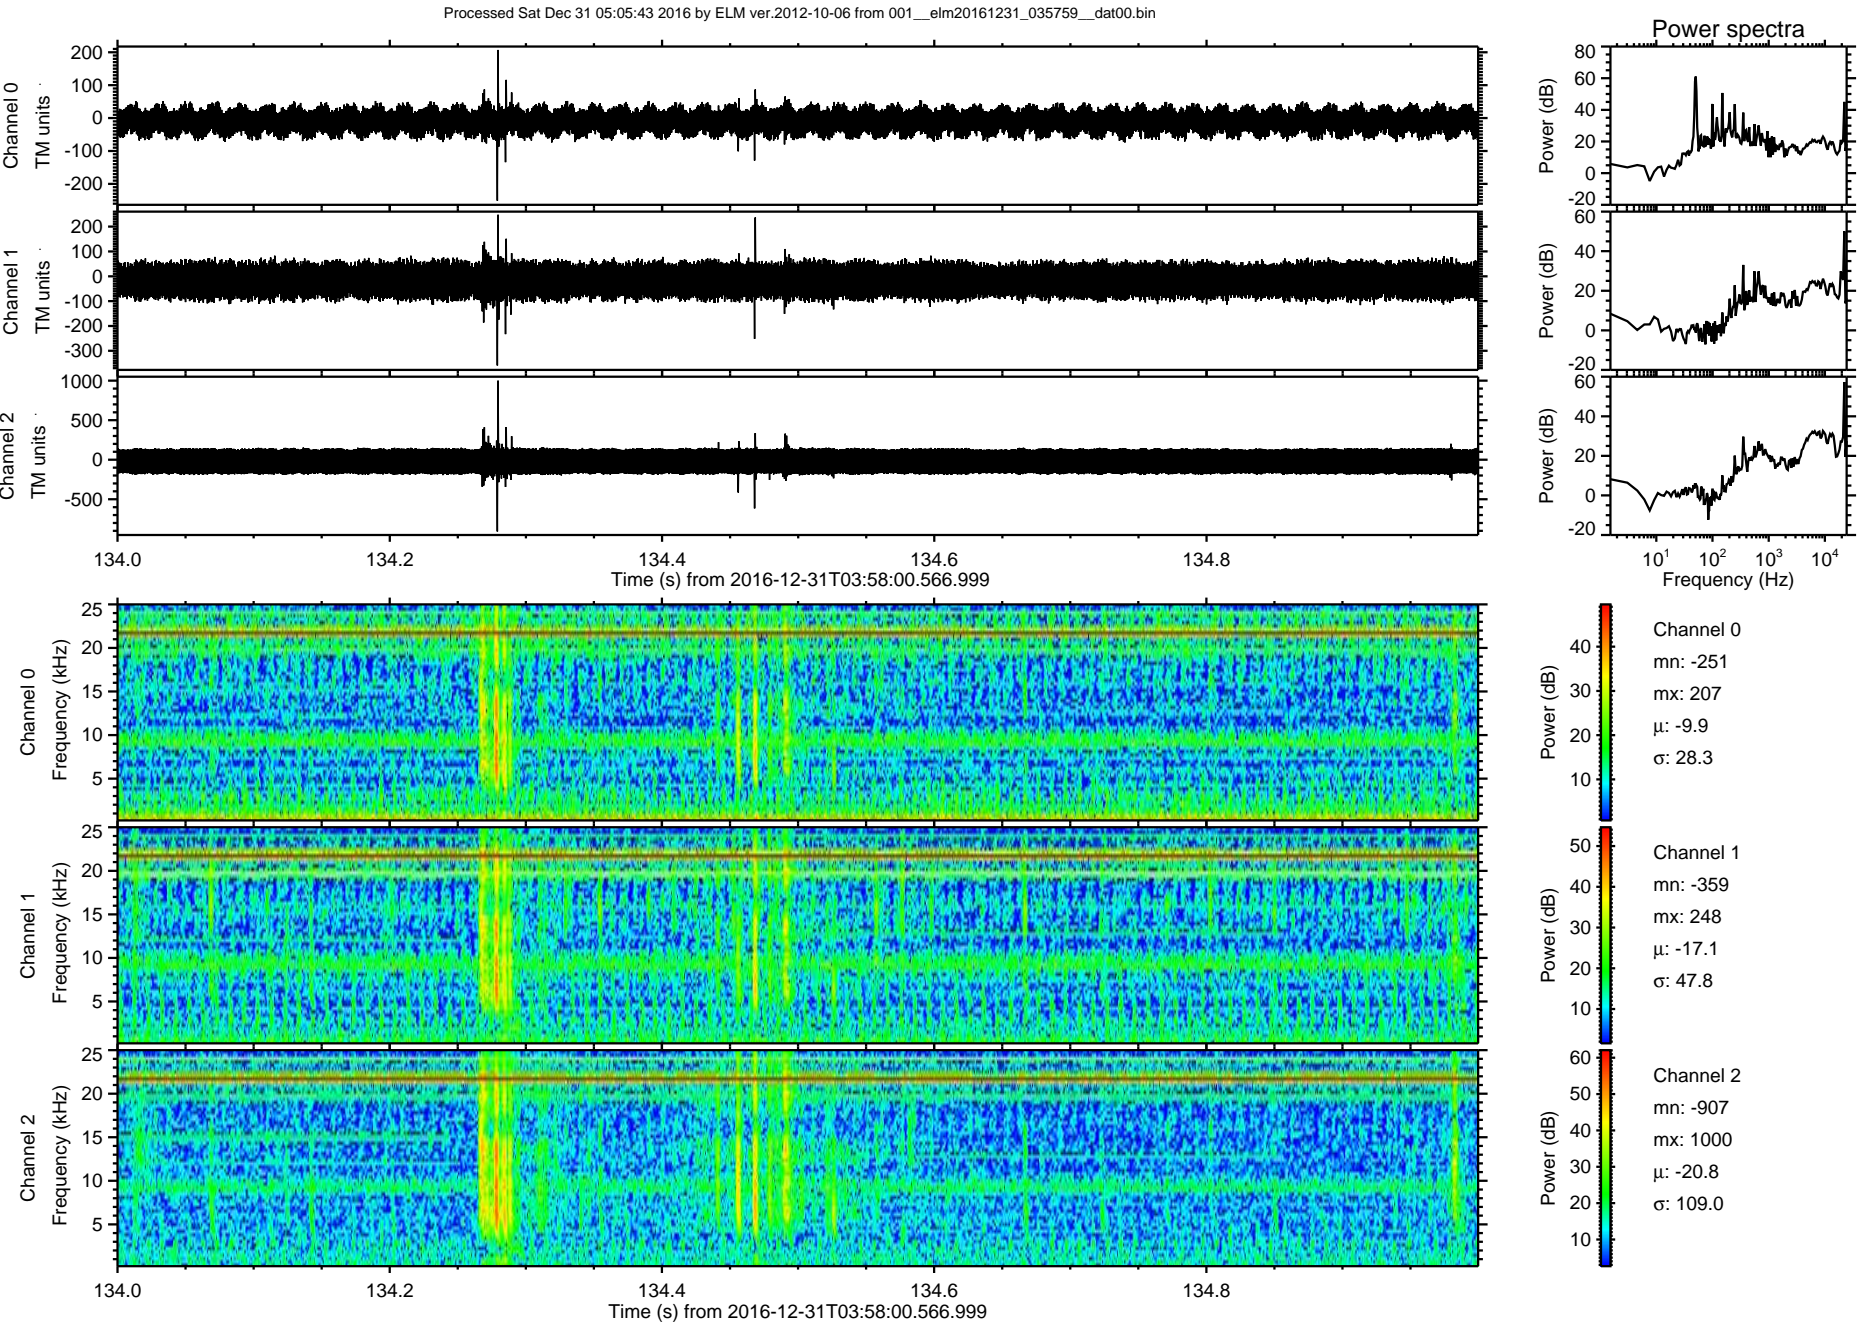 Processed Sat Dec 31 05:05:43 2016 by ELM ver.2012-10-06 from 001__elm20161231_035759__dat00.bin
Power spectra
Channel 0
TM units
200
100
0
-100
-200
Power (dB)
80
60
40
20
0
-20
Channel 1
TM units
200
100
0
-100
-200
-300
Power (dB)
60
40
20
0
-20
Channel 2
TM units
1000
500
0
-500
Power (dB)
60
40
20
0
-20
134.0 134.2 134.4 134.6 134.8
Time (s) from 2016-12-31T03:58:00.566.999
10^1 10^2 10^3 10^4
Frequency (Hz)
Channel 0
Frequency (kHz)
25
20
15
10
5
Power (dB)
40
30
20
10
Channel 0
mn: -251
mx: 207
μ: -9.9
σ: 28.3
Channel 1
Frequency (kHz)
25
20
15
10
5
Power (dB)
50
40
30
20
10
Channel 1
mn: -359
mx: 248
μ: -17.1
σ: 47.8
Channel 2
Frequency (kHz)
25
20
15
10
5
Power (dB)
60
50
40
30
20
10
Channel 2
mn: -907
mx: 1000
μ: -20.8
σ: 109.0
134.0 134.2 134.4 134.6 134.8
Time (s) from 2016-12-31T03:58:00.566.999